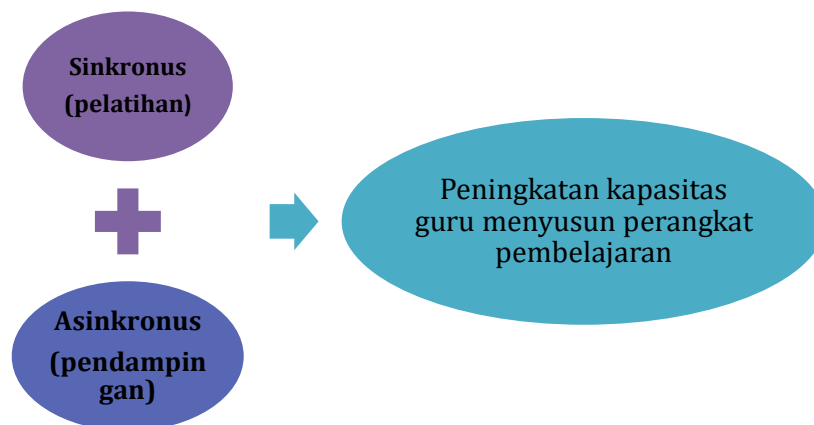 Sinkronus
(pelatihan)
Asinkronus
(pendampin
gan)
Peningkatan kapasitas
guru menyusun perangkat
pembelajaran